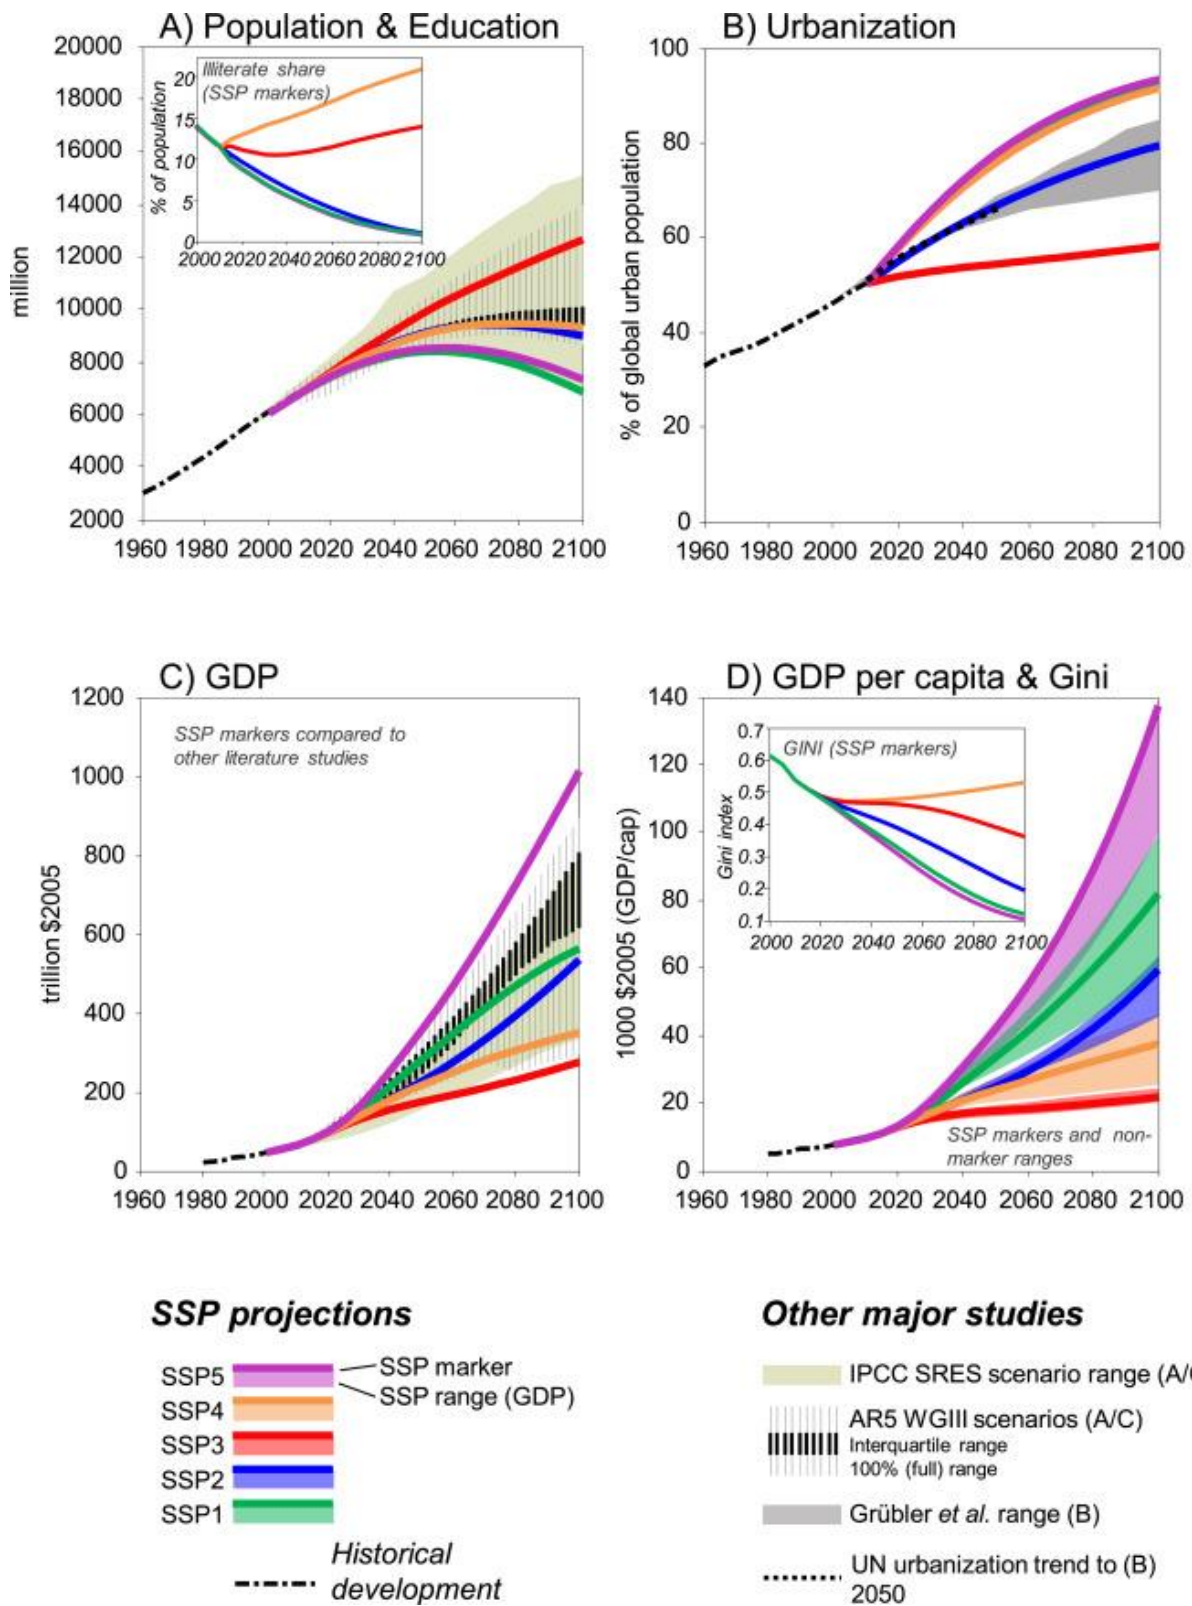 A) Population & Education
20000
18000
16000
14000
12000
10000
8000
6000
4000
2000
million
1960 1980 2000 2020 2040 2060 2080 2100
Illiterate share
(SSP markers)
% of population
20
15
10
5
0
2000 2020 2040 2060 2080 2100
B) Urbanization
100
80
60
40
20
0
% of global urban population
1960 1980 2000 2020 2040 2060 2080 2100
C) GDP
1200
1000
800
600
400
200
0
trillion $2005
SSP markers compared to
other literature studies
1960 1980 2000 2020 2040 2060 2080 2100
D) GDP per capita & Gini
140
120
100
80
60
40
20
0
1000 $2005 (GDP/cap)
GINI (SSP markers)
Gini index
0.7
0.6
0.5
0.4
0.3
0.2
0.1
2000 2020 2040 2060 2080 2100
SSP markers and non-
marker ranges
1960 1980 2000 2020 2040 2060 2080 2100
SSP projections
SSP5
SSP marker
SSP range (GDP)
SSP4
SSP3
SSP2
SSP1
Historical
development
Other major studies
IPCC SRES scenario range (A/
AR5 WGIII scenarios (A/C)
Interquartile range
100% (full) range
Grübler et al. range (B)
UN urbanization trend to (B)
2050